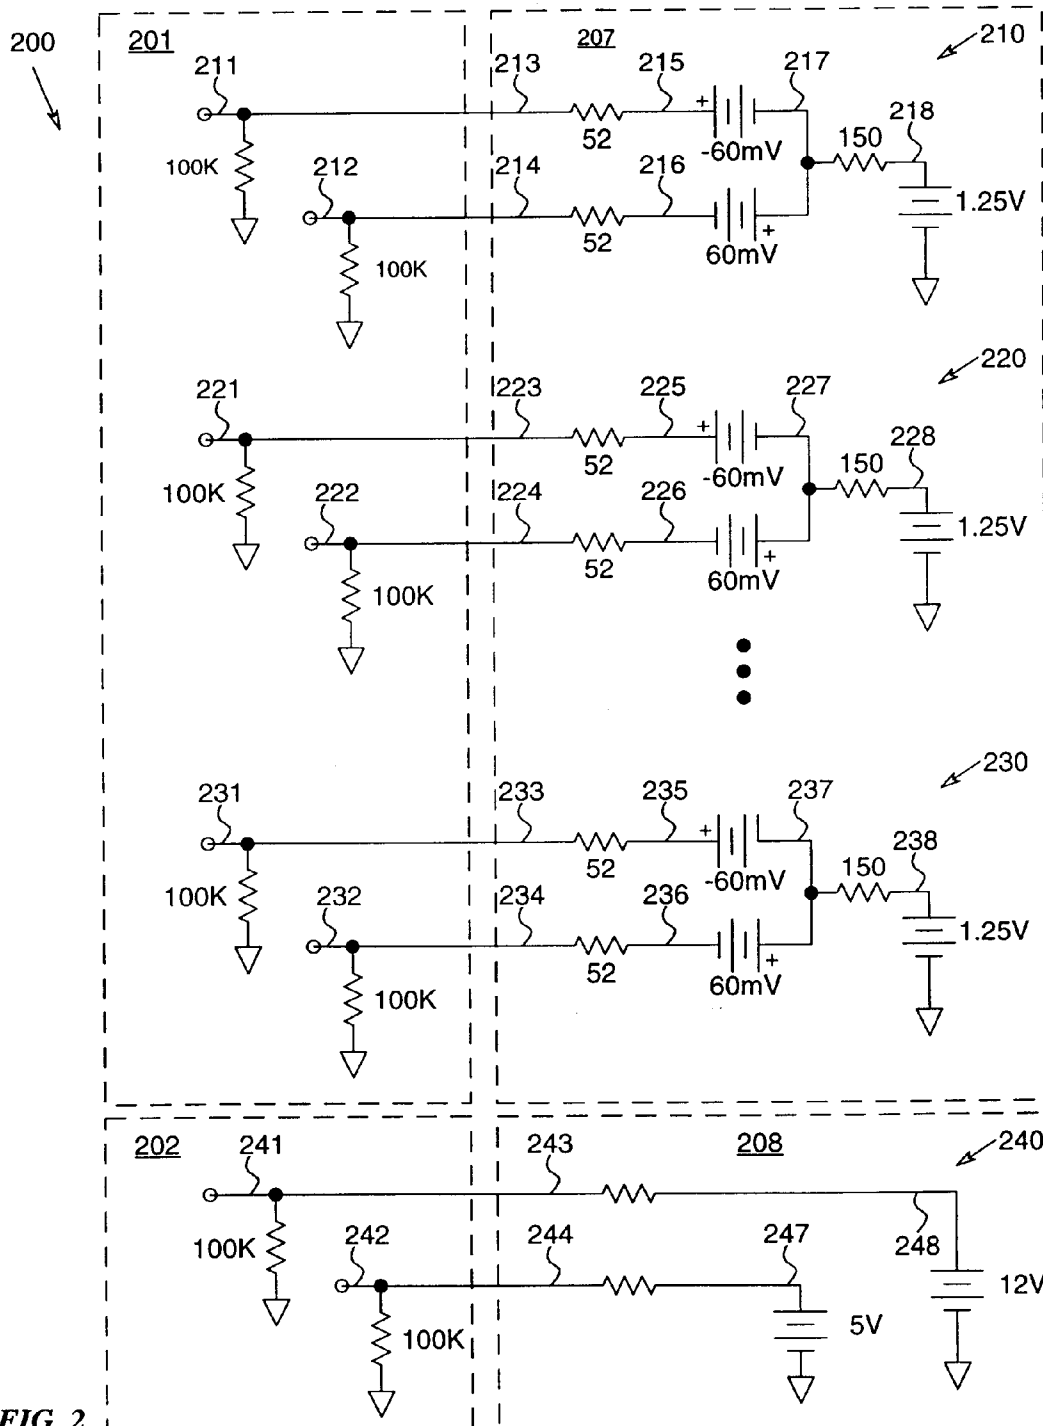 200
201
207
210
211
213
215
217
+
-60mV
52
150
218
1.25V
100K
212
214
216
52
60mV
+
100K
220
221
223
225
227
+
-60mV
52
150
228
1.25V
100K
222
224
226
52
60mV
+
100K
230
231
233
235
237
+
-60mV
52
150
238
1.25V
100K
232
234
236
52
60mV
+
100K
202
241
243
208
240
100K
248
12V
242
244
247
5V
100K
FIG. 2